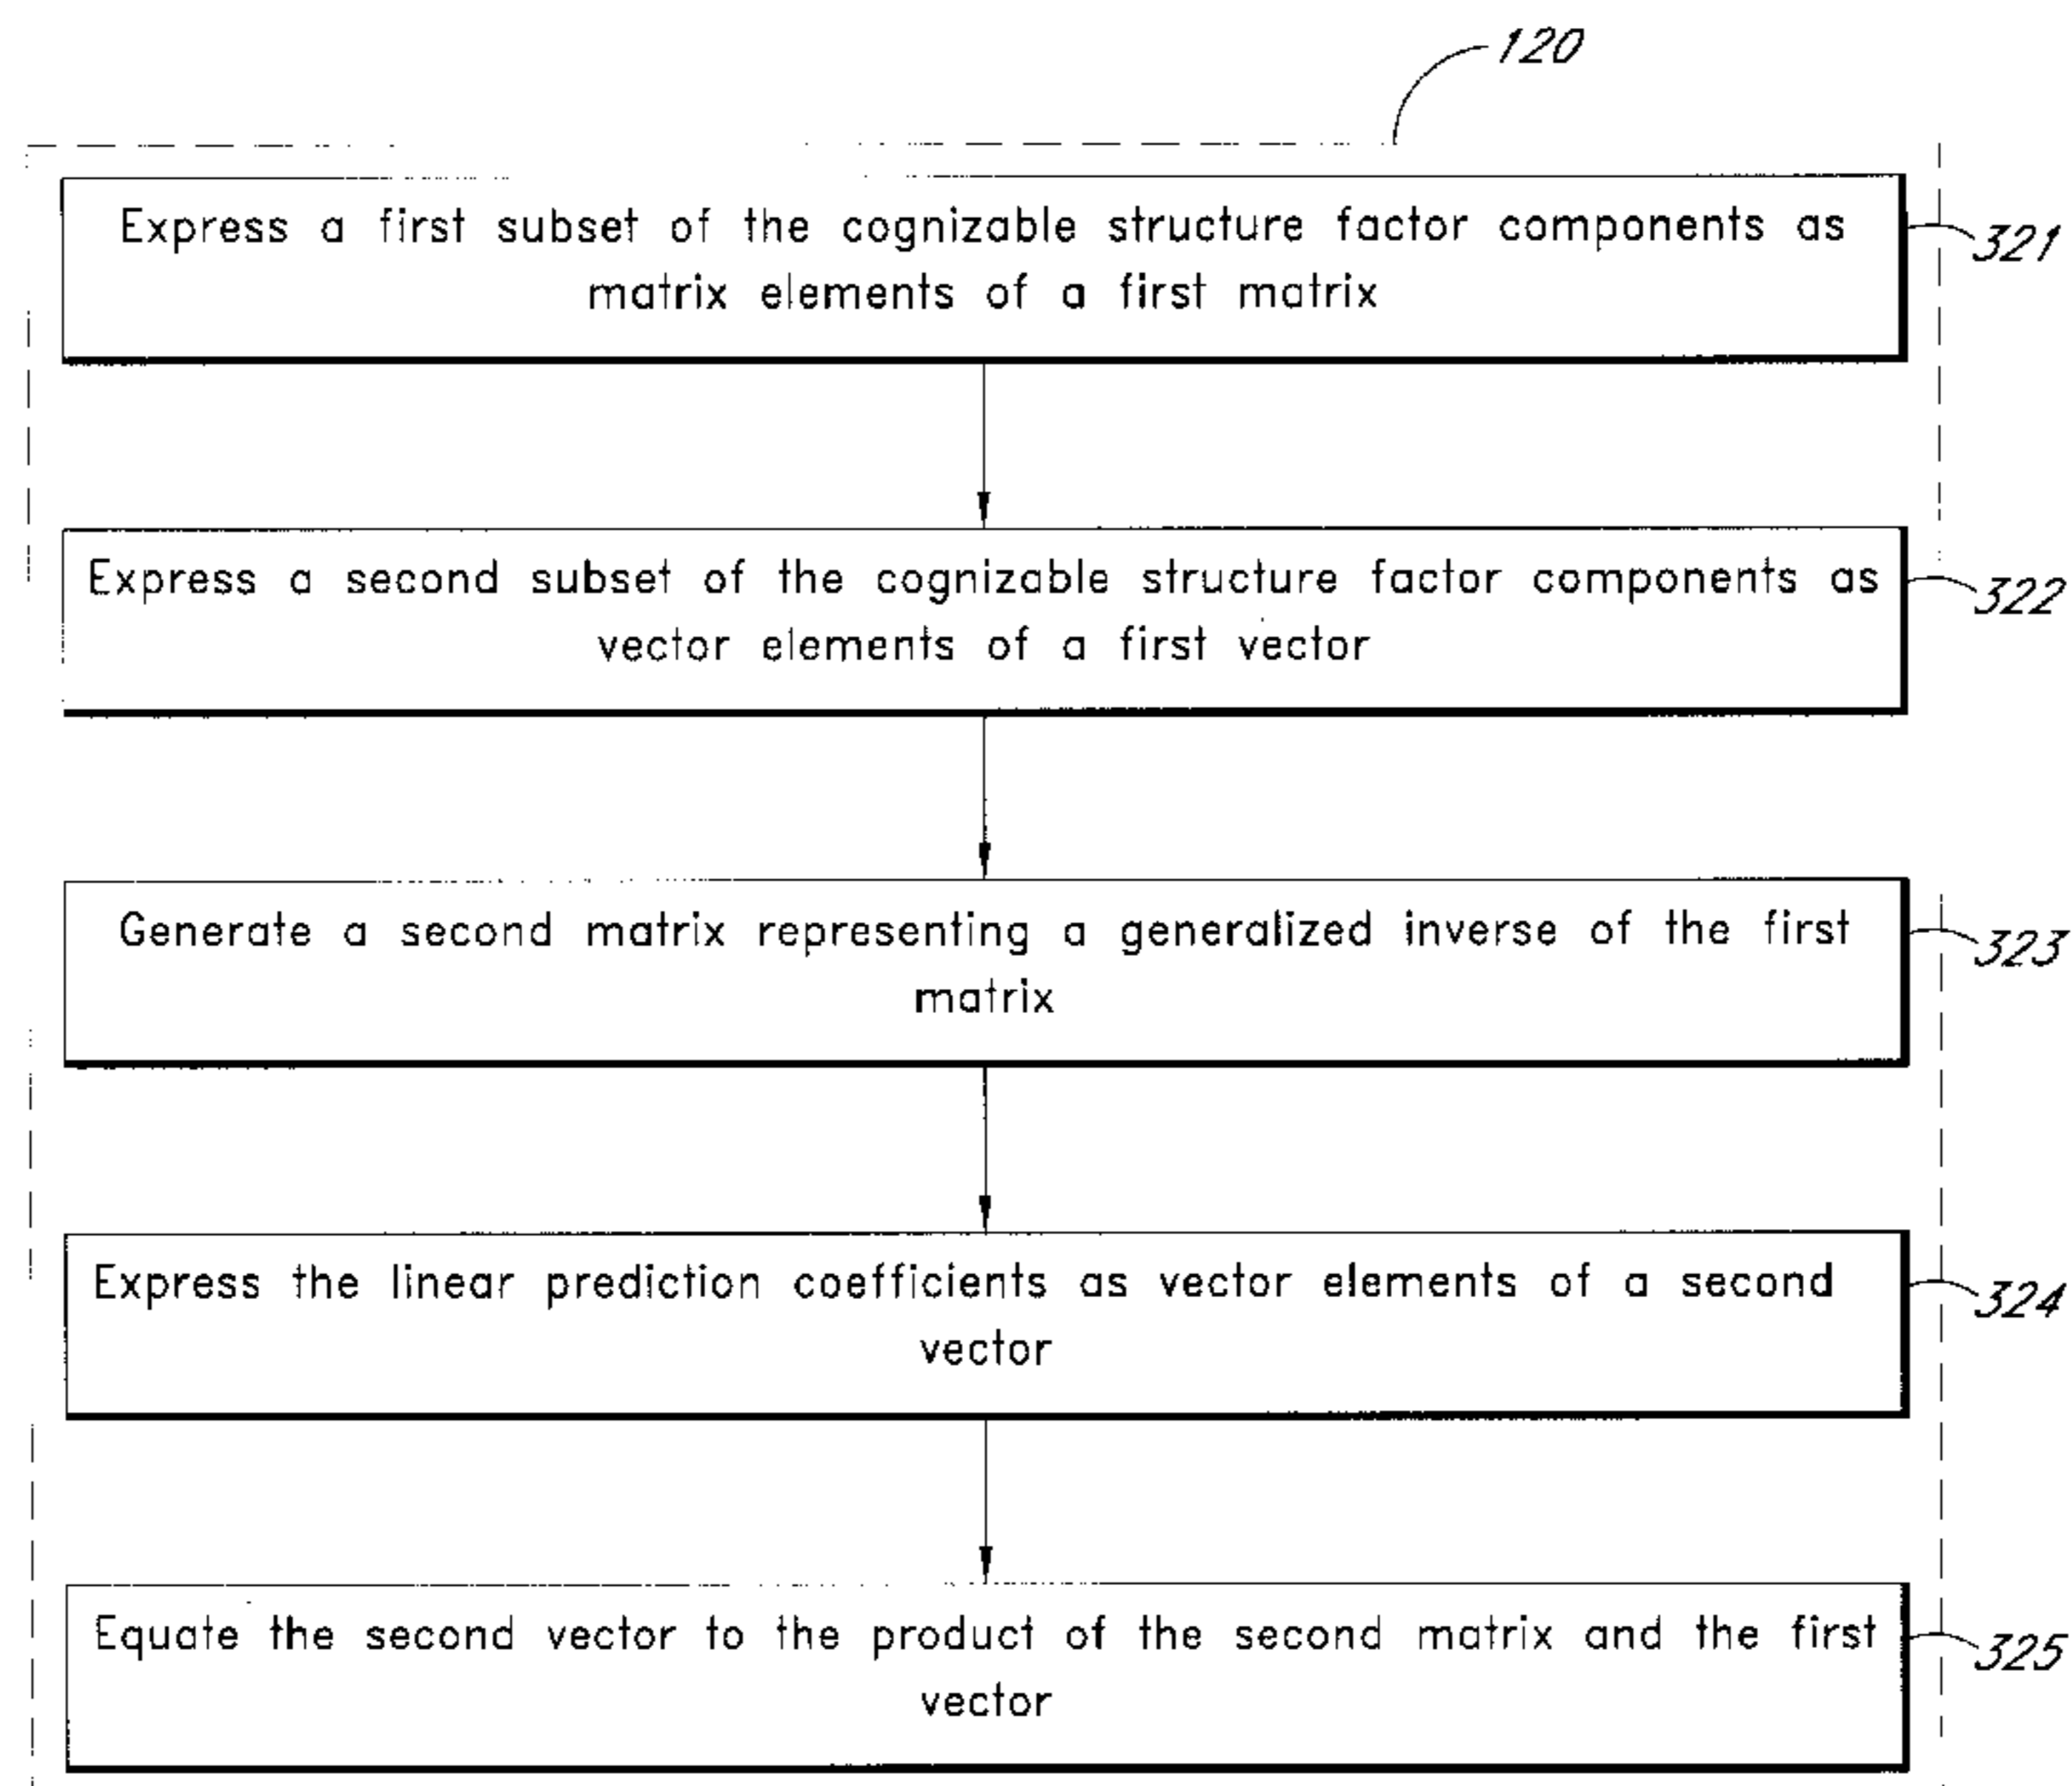 120
Express a first subset of the cognizable structure factor components as
matrix elements of a first matrix
321
Express a second subset of the cognizable structure factor components as
vector elements of a first vector
322
Generate a second matrix representing a generalized inverse of the first
matrix
323
Express the linear prediction coefficients as vector elements of a second
vector
324
Equate the second vector to the product of the second matrix and the first
vector
325